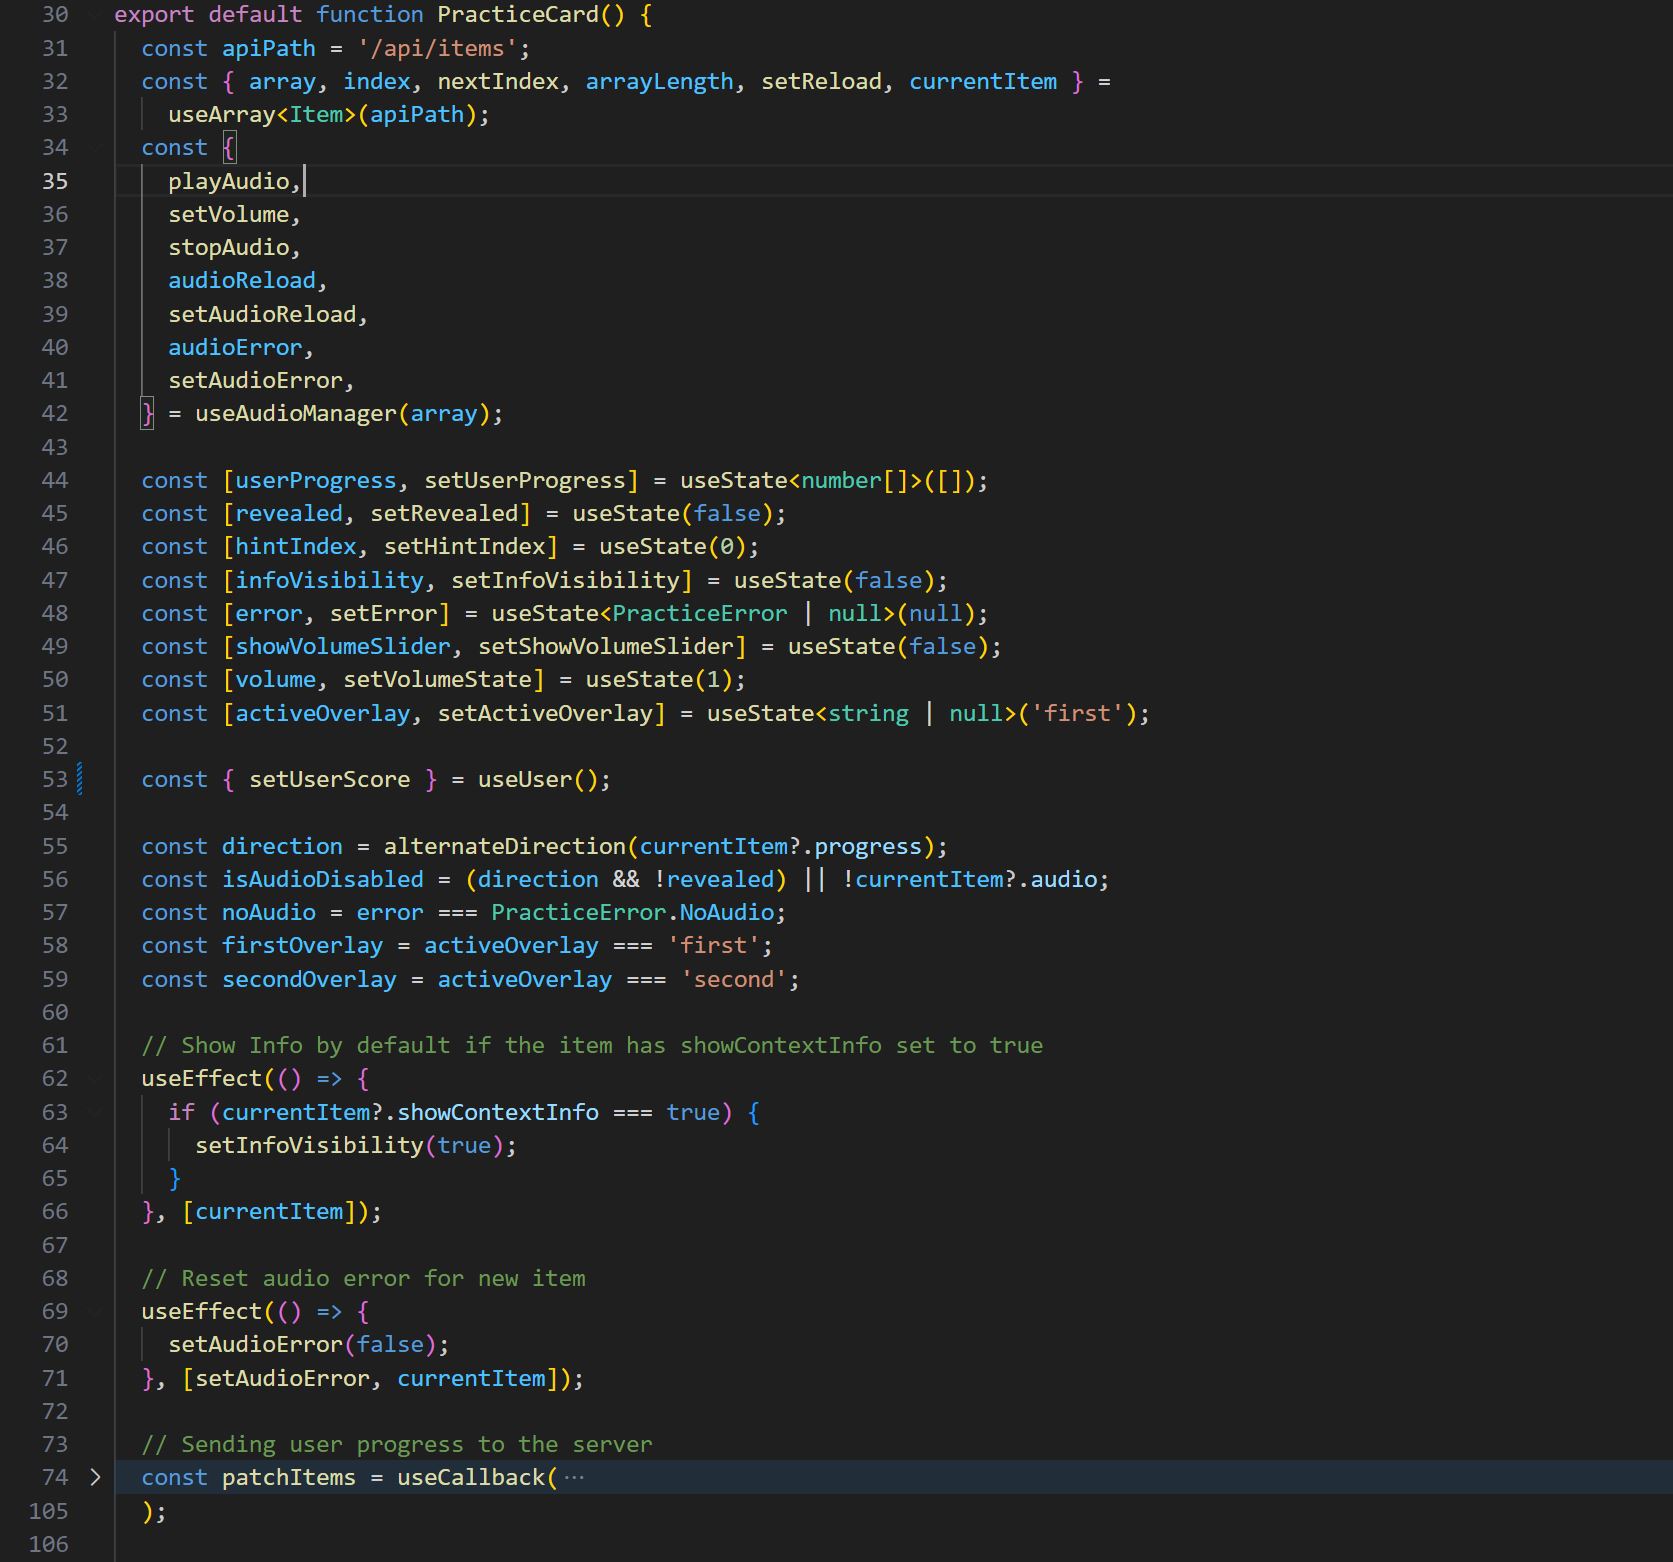 30 export default function PracticeCard() {
31   const apiPath = '/api/items';
32   const { array, index, nextIndex, arrayLength, setReload, currentItem } =
33     useArray<Item>(apiPath);
34   const {
35     playAudio,
36     setVolume,
37     stopAudio,
38     audioReload,
39     setAudioReload,
40     audioError,
41     setAudioError,
42   } = useAudioManager(array);
43
44   const [userProgress, setUserProgress] = useState<number[]>([]);
45   const [revealed, setRevealed] = useState(false);
46   const [hintIndex, setHintIndex] = useState(0);
47   const [infoVisibility, setInfoVisibility] = useState(false);
48   const [error, setError] = useState<PracticeError | null>(null);
49   const [showVolumeSlider, setShowVolumeSlider] = useState(false);
50   const [volume, setVolumeState] = useState(1);
51   const [activeOverlay, setActiveOverlay] = useState<string | null>('first');
52
53   const { setUserScore } = useUser();
54
55   const direction = alternateDirection(currentItem?.progress);
56   const isAudioDisabled = (direction && !revealed) || !currentItem?.audio;
57   const noAudio = error === PracticeError.NoAudio;
58   const firstOverlay = activeOverlay === 'first';
59   const secondOverlay = activeOverlay === 'second';
60
61   // Show Info by default if the item has showContextInfo set to true
62   useEffect(() => {
63     if (currentItem?.showContextInfo === true) {
64       setInfoVisibility(true);
65     }
66   }, [currentItem]);
67
68   // Reset audio error for new item
69   useEffect(() => {
70     setAudioError(false);
71   }, [setAudioError, currentItem]);
72
73   // Sending user progress to the server
74 > const patchItems = useCallback( ···
105   );
106